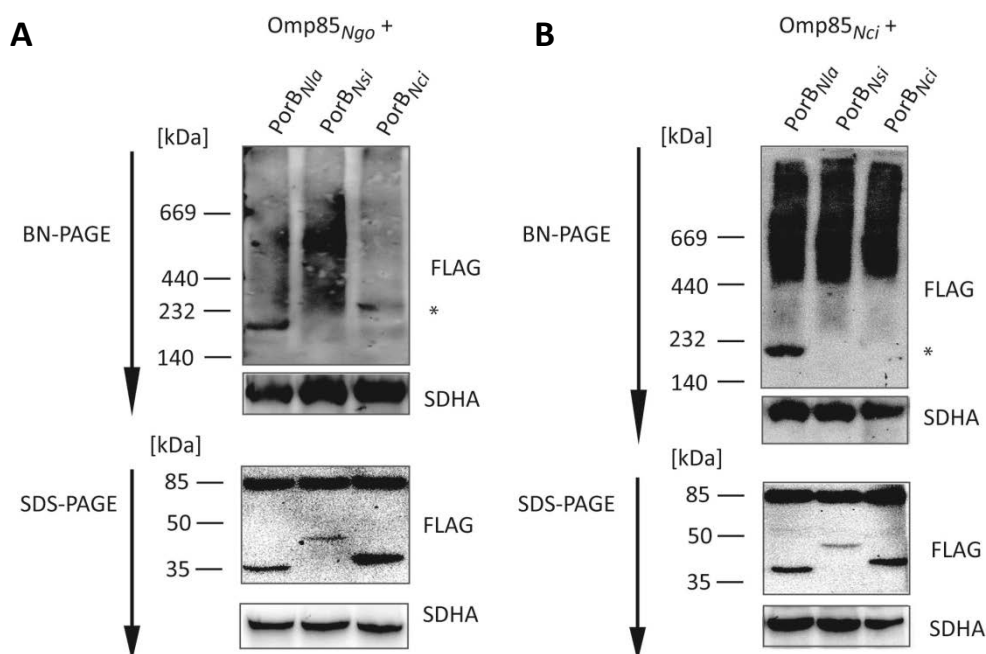 A
Omp85Ngo +
PorBNla
PorBNsi
PorBNci
[kDa]
669
BN-PAGE
440
FLAG
232
*
140
SDHA
[kDa]
85
SDS-PAGE
50
FLAG
35
SDHA
B
Omp85Nci +
PorBNla
PorBNsi
PorBNci
[kDa]
669
BN-PAGE
440
FLAG
232
*
140
SDHA
[kDa]
85
SDS-PAGE
50
FLAG
35
SDHA